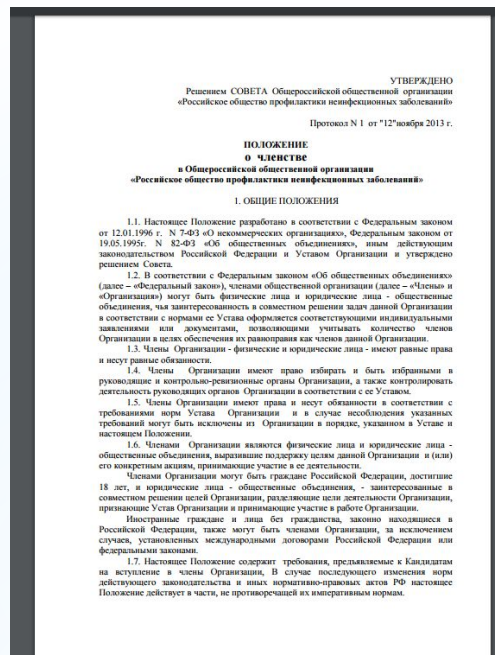 УТВЕРЖДЕНО
Решением СОВЕТА Общероссийской общественной организации
«Российское общество профилактики неинфекционных заболеваний»
Протокол N 1 от "12"ноября 2013 г.
ПОЛОЖЕНИЕ
о членстве
в Общероссийской общественной организации
«Российское общество профилактики неинфекционных заболеваний»
1. ОБЩИЕ ПОЛОЖЕНИЯ
1.1. Настоящее Положение разработано в соответствии с Федеральным законом
от 12.01.1996 г. N 7-ФЗ «О некоммерческих организациях», Федеральным законом от
19.05.1995г. N 82-ФЗ «Об общественных объединениях», иным действующим
законодательством Российской Федерации и Уставом Организации и утверждено
решением Совета.
1.2. В соответствии с Федеральным законом «Об общественных объединениях»
(далее – «Федеральный закон»), членами общественной организации (далее – «Члены» и
«Организация») могут быть физические лица и юридические лица - общественные
объединения, чья заинтересованность в совместном решении задач данной Организации
в соответствии с нормами ее Устава оформляется соответствующими индивидуальными
заявлениями или документами, позволяющими учитывать количество членов
Организации в целях обеспечения их равноправия как членов данной Организации.
1.3. Члены Организации - физические и юридические лица - имеют равные права
и несут равные обязанности.
1.4. Члены Организации имеют право избирать и быть избранными в
руководящие и контрольно-ревизионные органы Организации, а также контролировать
деятельность руководящих органов Организации в соответствии с ее Уставом.
1.5. Члены Организации имеют права и несут обязанности в соответствии с
требованиями норм Устава Организации и в случае несоблюдения указанных
требований могут быть исключены из Организации в порядке, указанном в Уставе и
настоящем Положении.
1.6. Членами Организации являются физические лица и юридические лица -
общественные объединения, выразившие поддержку целям данной Организации и (или)
его конкретным акциям, принимающие участие в ее деятельности.
Членами Организации могут быть граждане Российской Федерации, достигшие
18 лет, и юридические лица - общественные объединения, - заинтересованные в
совместном решении целей Организации, разделяющие цели деятельности Организации,
признающие Устав Организации и принимающие участие в работе Организации.
Иностранные граждане и лица без гражданства, законно находящиеся в
Российской Федерации, также могут быть членами Организации, за исключением
случаев, установленных международными договорами Российской Федерации или
федеральными законами.
1.7. Настоящее Положение содержит требования, предъявляемые к Кандидатам
на вступление в члены Организации, В случае последующего изменения норм
действующего законодательства и иных нормативно-правовых актов РФ настоящее
Положение действует в части, не противоречащей их императивным нормам.